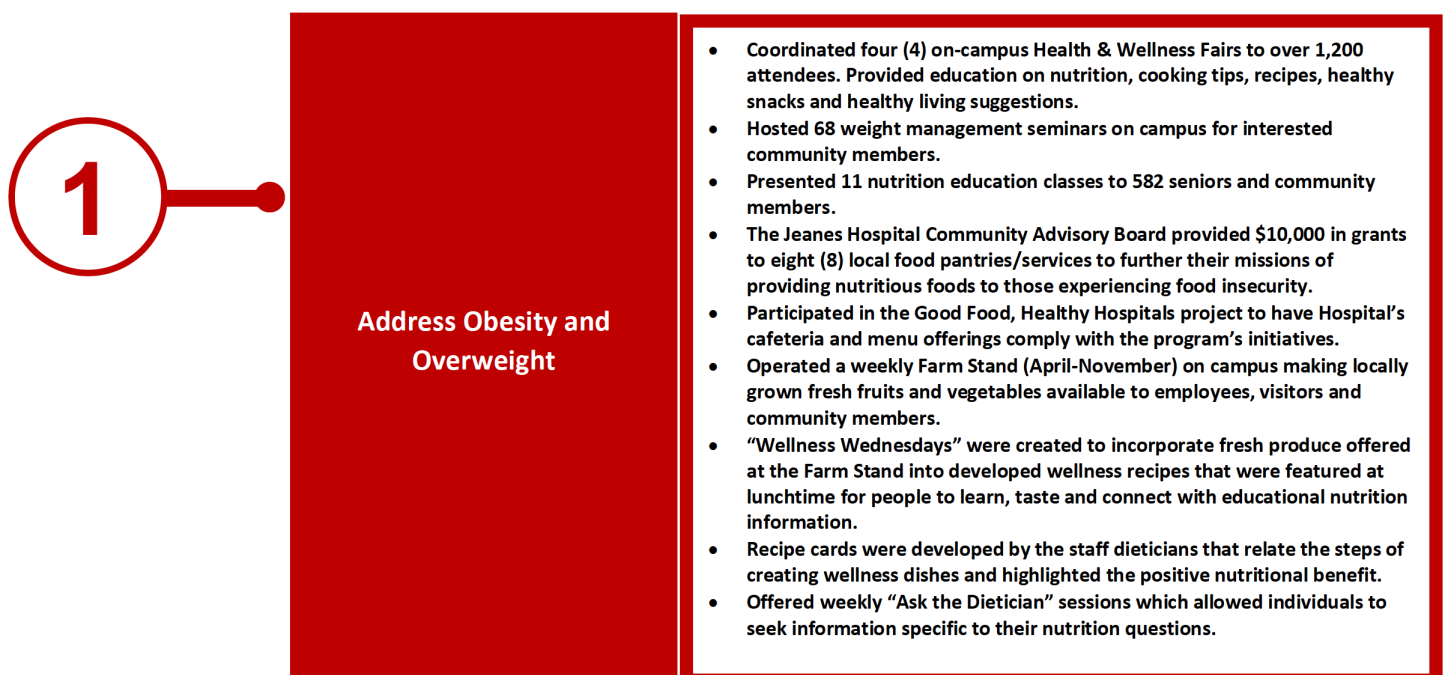 1
Address Obesity and
Overweight
• Coordinated four (4) on-campus Health & Wellness Fairs to over 1,200
attendees. Provided education on nutrition, cooking tips, recipes, healthy
snacks and healthy living suggestions.
• Hosted 68 weight management seminars on campus for interested
community members.
• Presented 11 nutrition education classes to 582 seniors and community
members.
• The Jeanes Hospital Community Advisory Board provided $10,000 in grants
to eight (8) local food pantries/services to further their missions of
providing nutritious foods to those experiencing food insecurity.
• Participated in the Good Food, Healthy Hospitals project to have Hospital’s
cafeteria and menu offerings comply with the program’s initiatives.
• Operated a weekly Farm Stand (April-November) on campus making locally
grown fresh fruits and vegetables available to employees, visitors and
community members.
• “Wellness Wednesdays” were created to incorporate fresh produce offered
at the Farm Stand into developed wellness recipes that were featured at
lunchtime for people to learn, taste and connect with educational nutrition
information.
• Recipe cards were developed by the staff dieticians that relate the steps of
creating wellness dishes and highlighted the positive nutritional benefit.
• Offered weekly “Ask the Dietician” sessions which allowed individuals to
seek information specific to their nutrition questions.